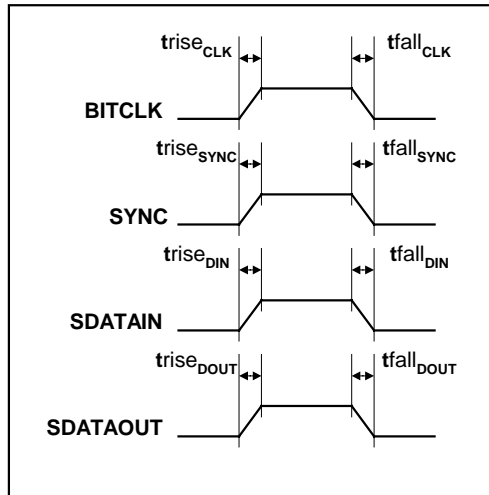 triseCLK tfallCLK
BITCLK
triseSYNC tfallSYNC
SYNC
triseDIN tfallDIN
SDATAIN
triseDOUT tfallDOUT
SDATAOUT